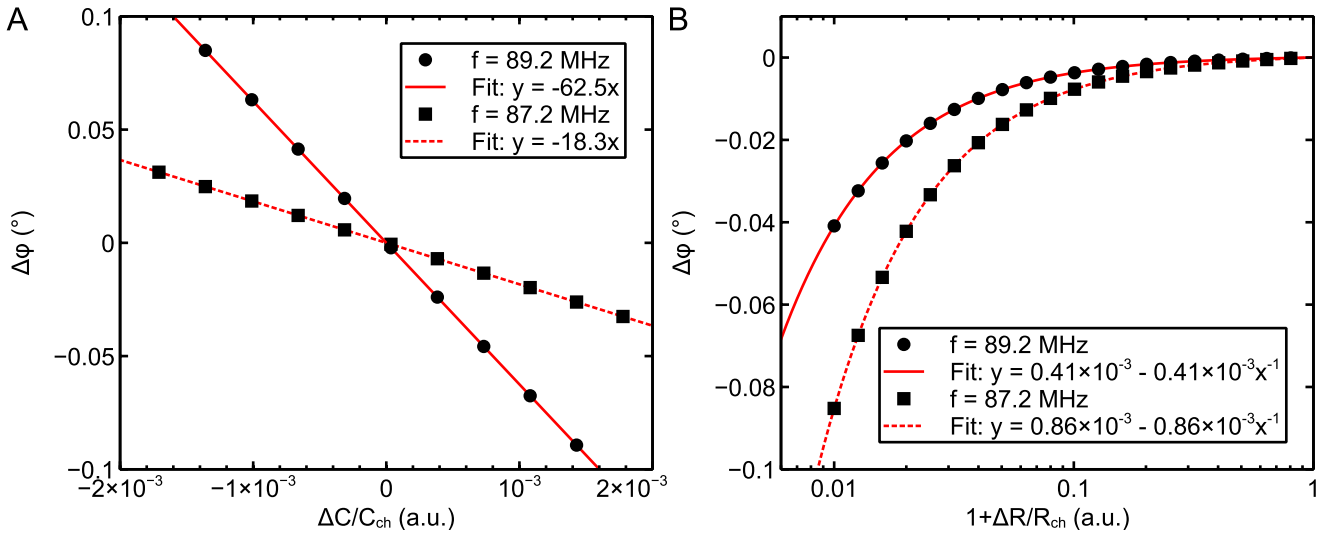 A
0.1
0.05
0
−0.05
−0.1
Δφ (°)
f = 89.2 MHz
Fit: y = -62.5x
f = 87.2 MHz
Fit: y = -18.3x
−2×10⁻³
−1×10⁻³
0
10⁻³
2×10⁻³
ΔC/C_ch (a.u.)
B
0
−0.02
−0.04
−0.06
−0.08
−0.1
Δφ (°)
f = 89.2 MHz
Fit: y = 0.41×10⁻³ - 0.41×10⁻³x⁻¹
f = 87.2 MHz
Fit: y = 0.86×10⁻³ - 0.86×10⁻³x⁻¹
0.01
0.1
1
1+ΔR/R_ch (a.u.)